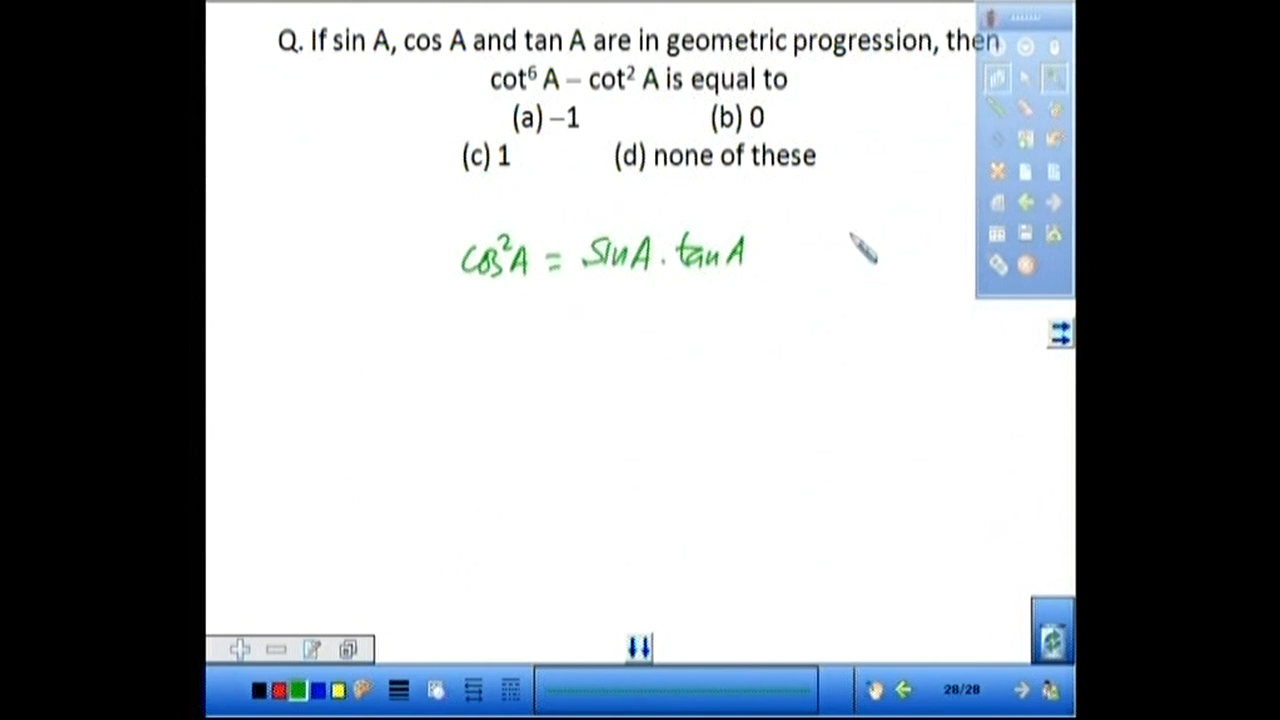 Q. If sin A, cos A and tan A are in geometric progression, then
cot⁶ A – cot² A is equal to
(a) –1 (b) 0
(c) 1 (d) none of these
cos²A = sinA . tanA
28/28